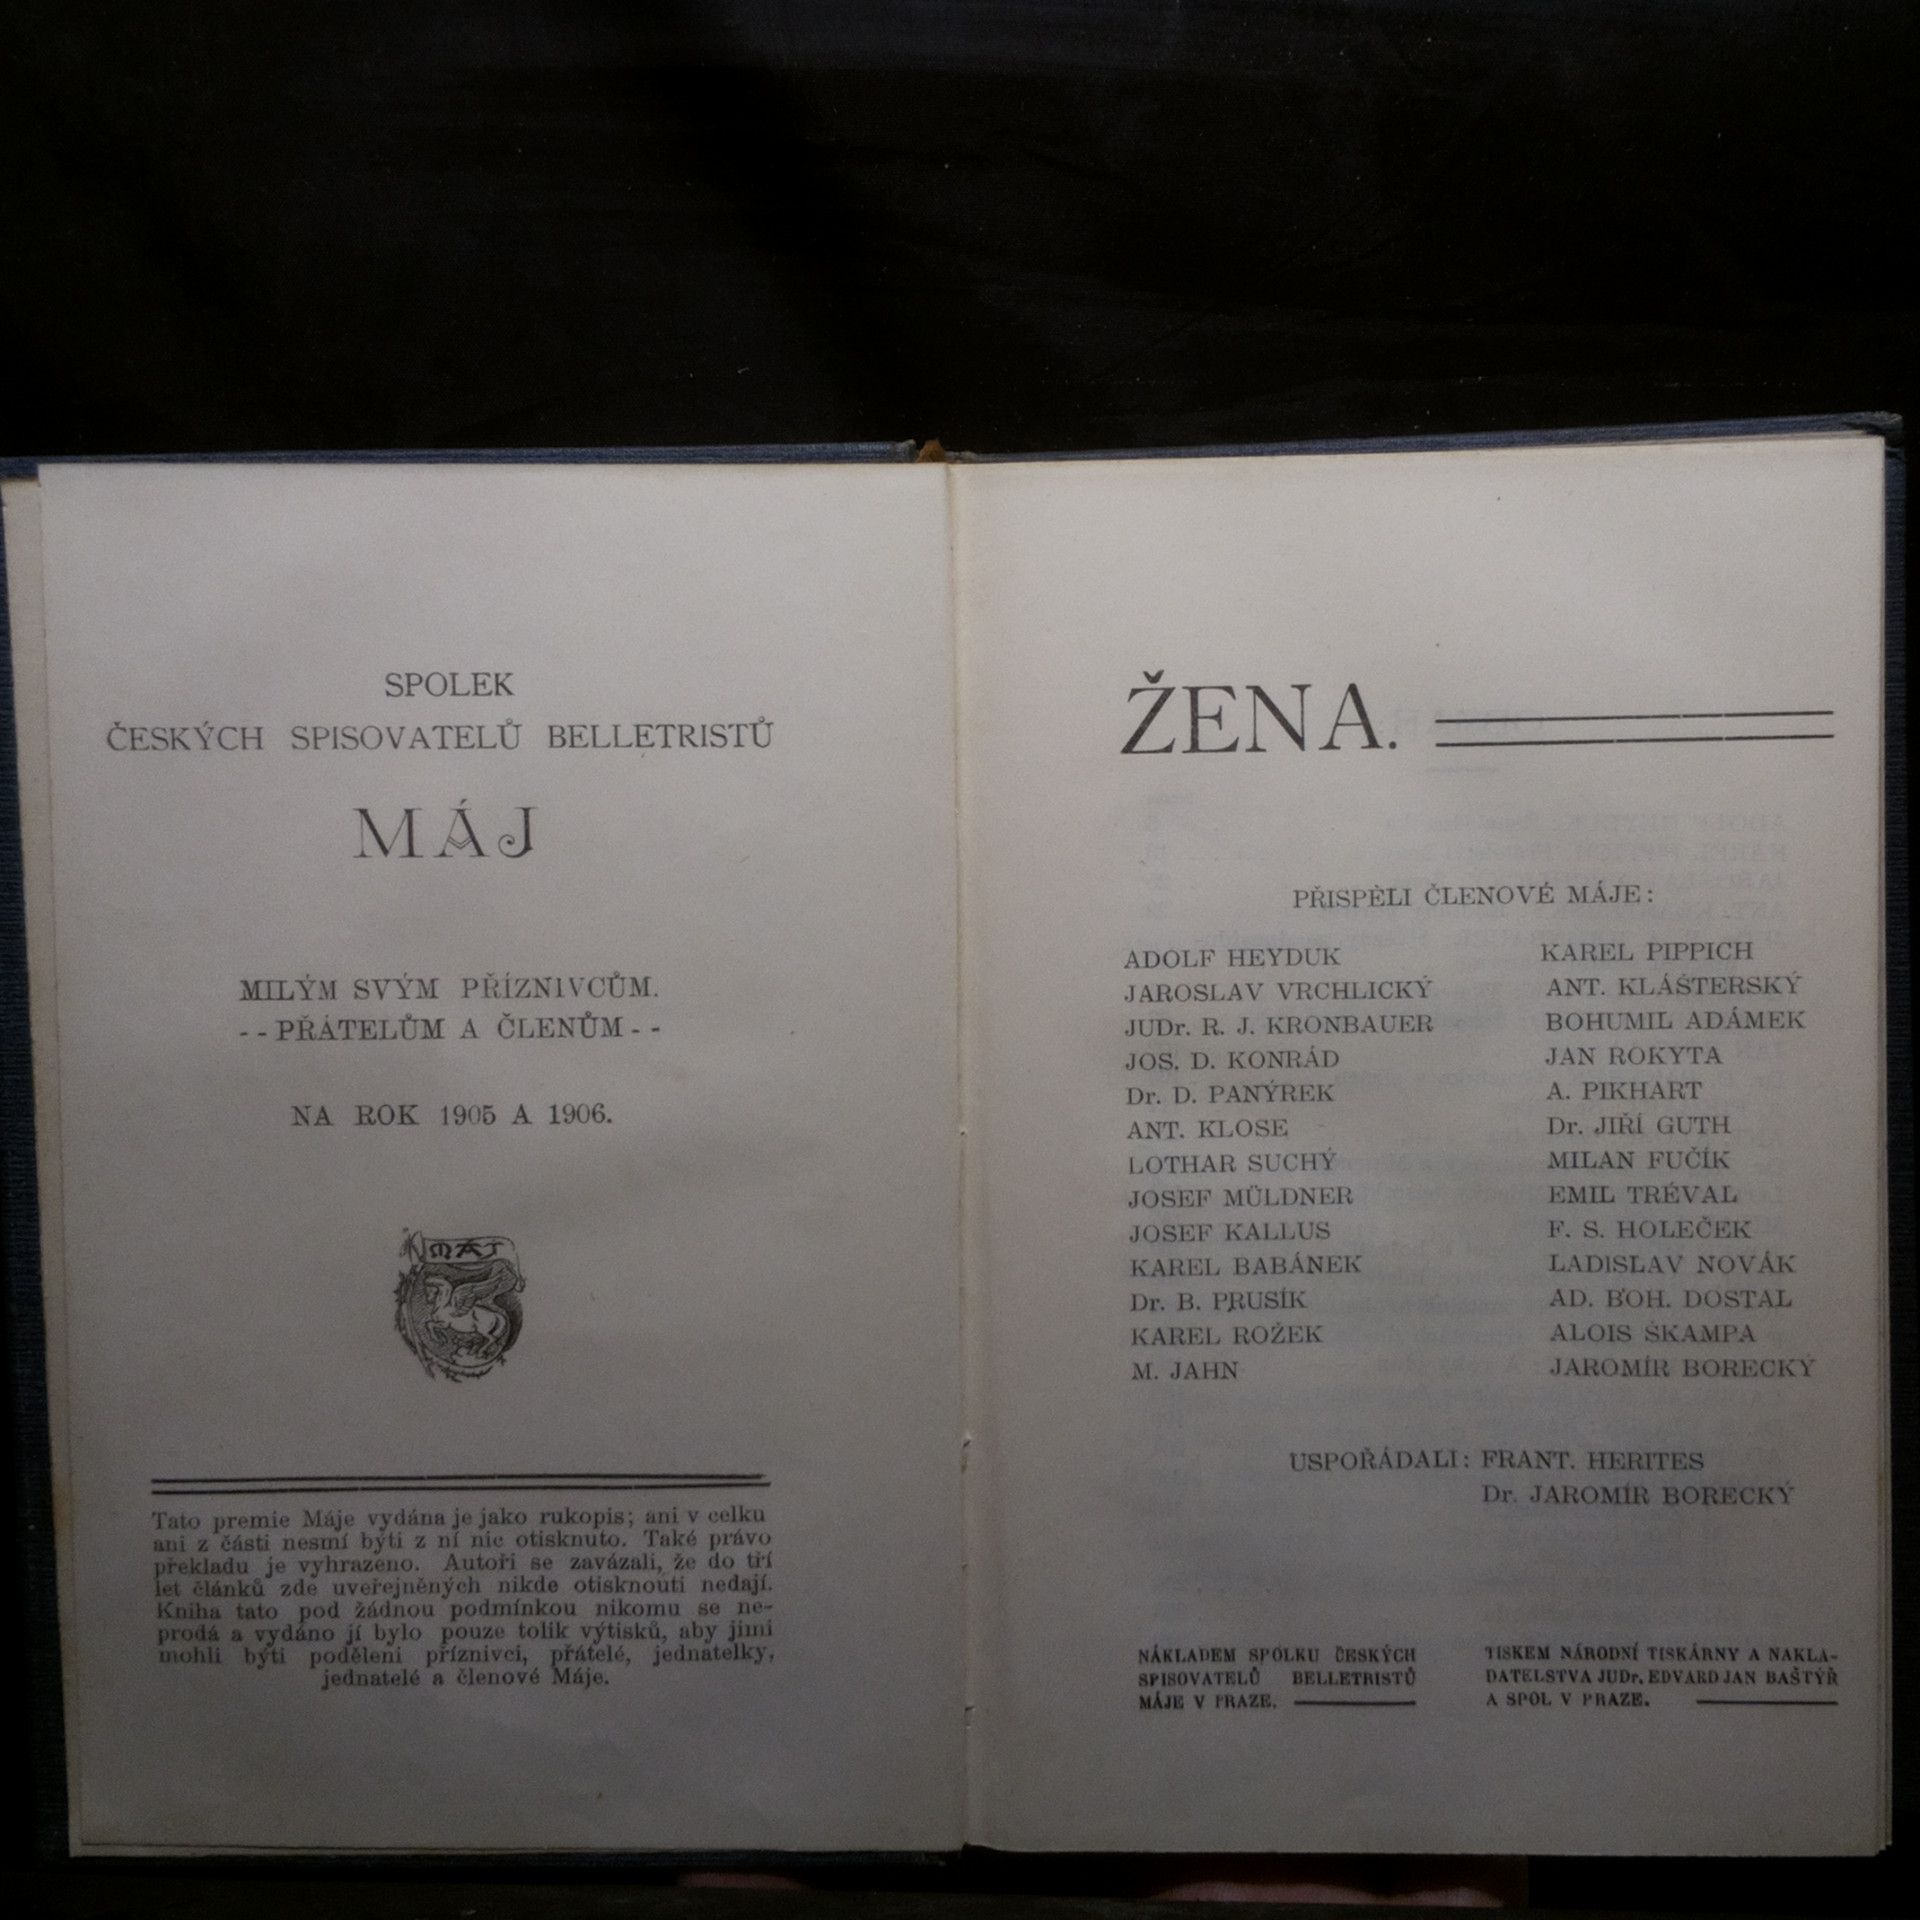 SPOLEK
ČESKÝCH SPISOVATELŮ BELLETRISTŮ
MÁJ
MILÝM SVÝM PŘÍZNIVCŮM.
- - PŘÁTELŮM A ČLENŮM - -
NA ROK 1905 A 1906.
MÁJ
Tato premie Máje vydána je jako rukopis; ani v celku
ani z části nesmí býti z ní nic otisknuto. Také právo
překladu je vyhrazeno. Autoři se zavázali, že do tří
let článků zde uveřejněných nikde otisknouti nedají.
Kniha tato pod žádnou podmínkou nikomu se ne-
prodá a vydáno jí bylo pouze tolik výtisků, aby jimi
mohli býti poděleni příznivci, přátelé, jednatelky,
jednatelé a členové Máje.
ŽENA.
PŘISPĚLI ČLENOVÉ MÁJE:
ADOLF HEYDUK
JAROSLAV VRCHLICKÝ
JUDr. R. J. KRONBAUER
JOS. D. KONRÁD
Dr. D. PANÝREK
ANT. KLOSE
LOTHAR SUCHÝ
JOSEF MÜLDNER
JOSEF KALLUS
KAREL BABÁNEK
Dr. B. PRUSÍK
KAREL ROŽEK
M. JAHN
KAREL PIPPICH
ANT. KLÁŠTERSKÝ
BOHUMIL ADÁMEK
JAN ROKYTA
A. PIKHART
Dr. JIŘÍ GUTH
MILAN FUČÍK
EMIL TRÉVAL
F. S. HOLEČEK
LADISLAV NOVÁK
AD. BOH. DOSTAL
ALOIS ŠKAMPA
JAROMÍR BORECKÝ
USPOŘÁDALI: FRANT. HERITES
Dr. JAROMÍR BORECKÝ
NÁKLADEM SPOLKU ČESKÝCH
SPISOVATELŮ BELLETRISTŮ
MÁJE V PRAZE.
TISKEM NÁRODNÍ TISKÁRNY A NAKLA-
DATELSTVA JUDr. EDVARD JAN BAŠTÝŘ
A SPOL V PRAZE.